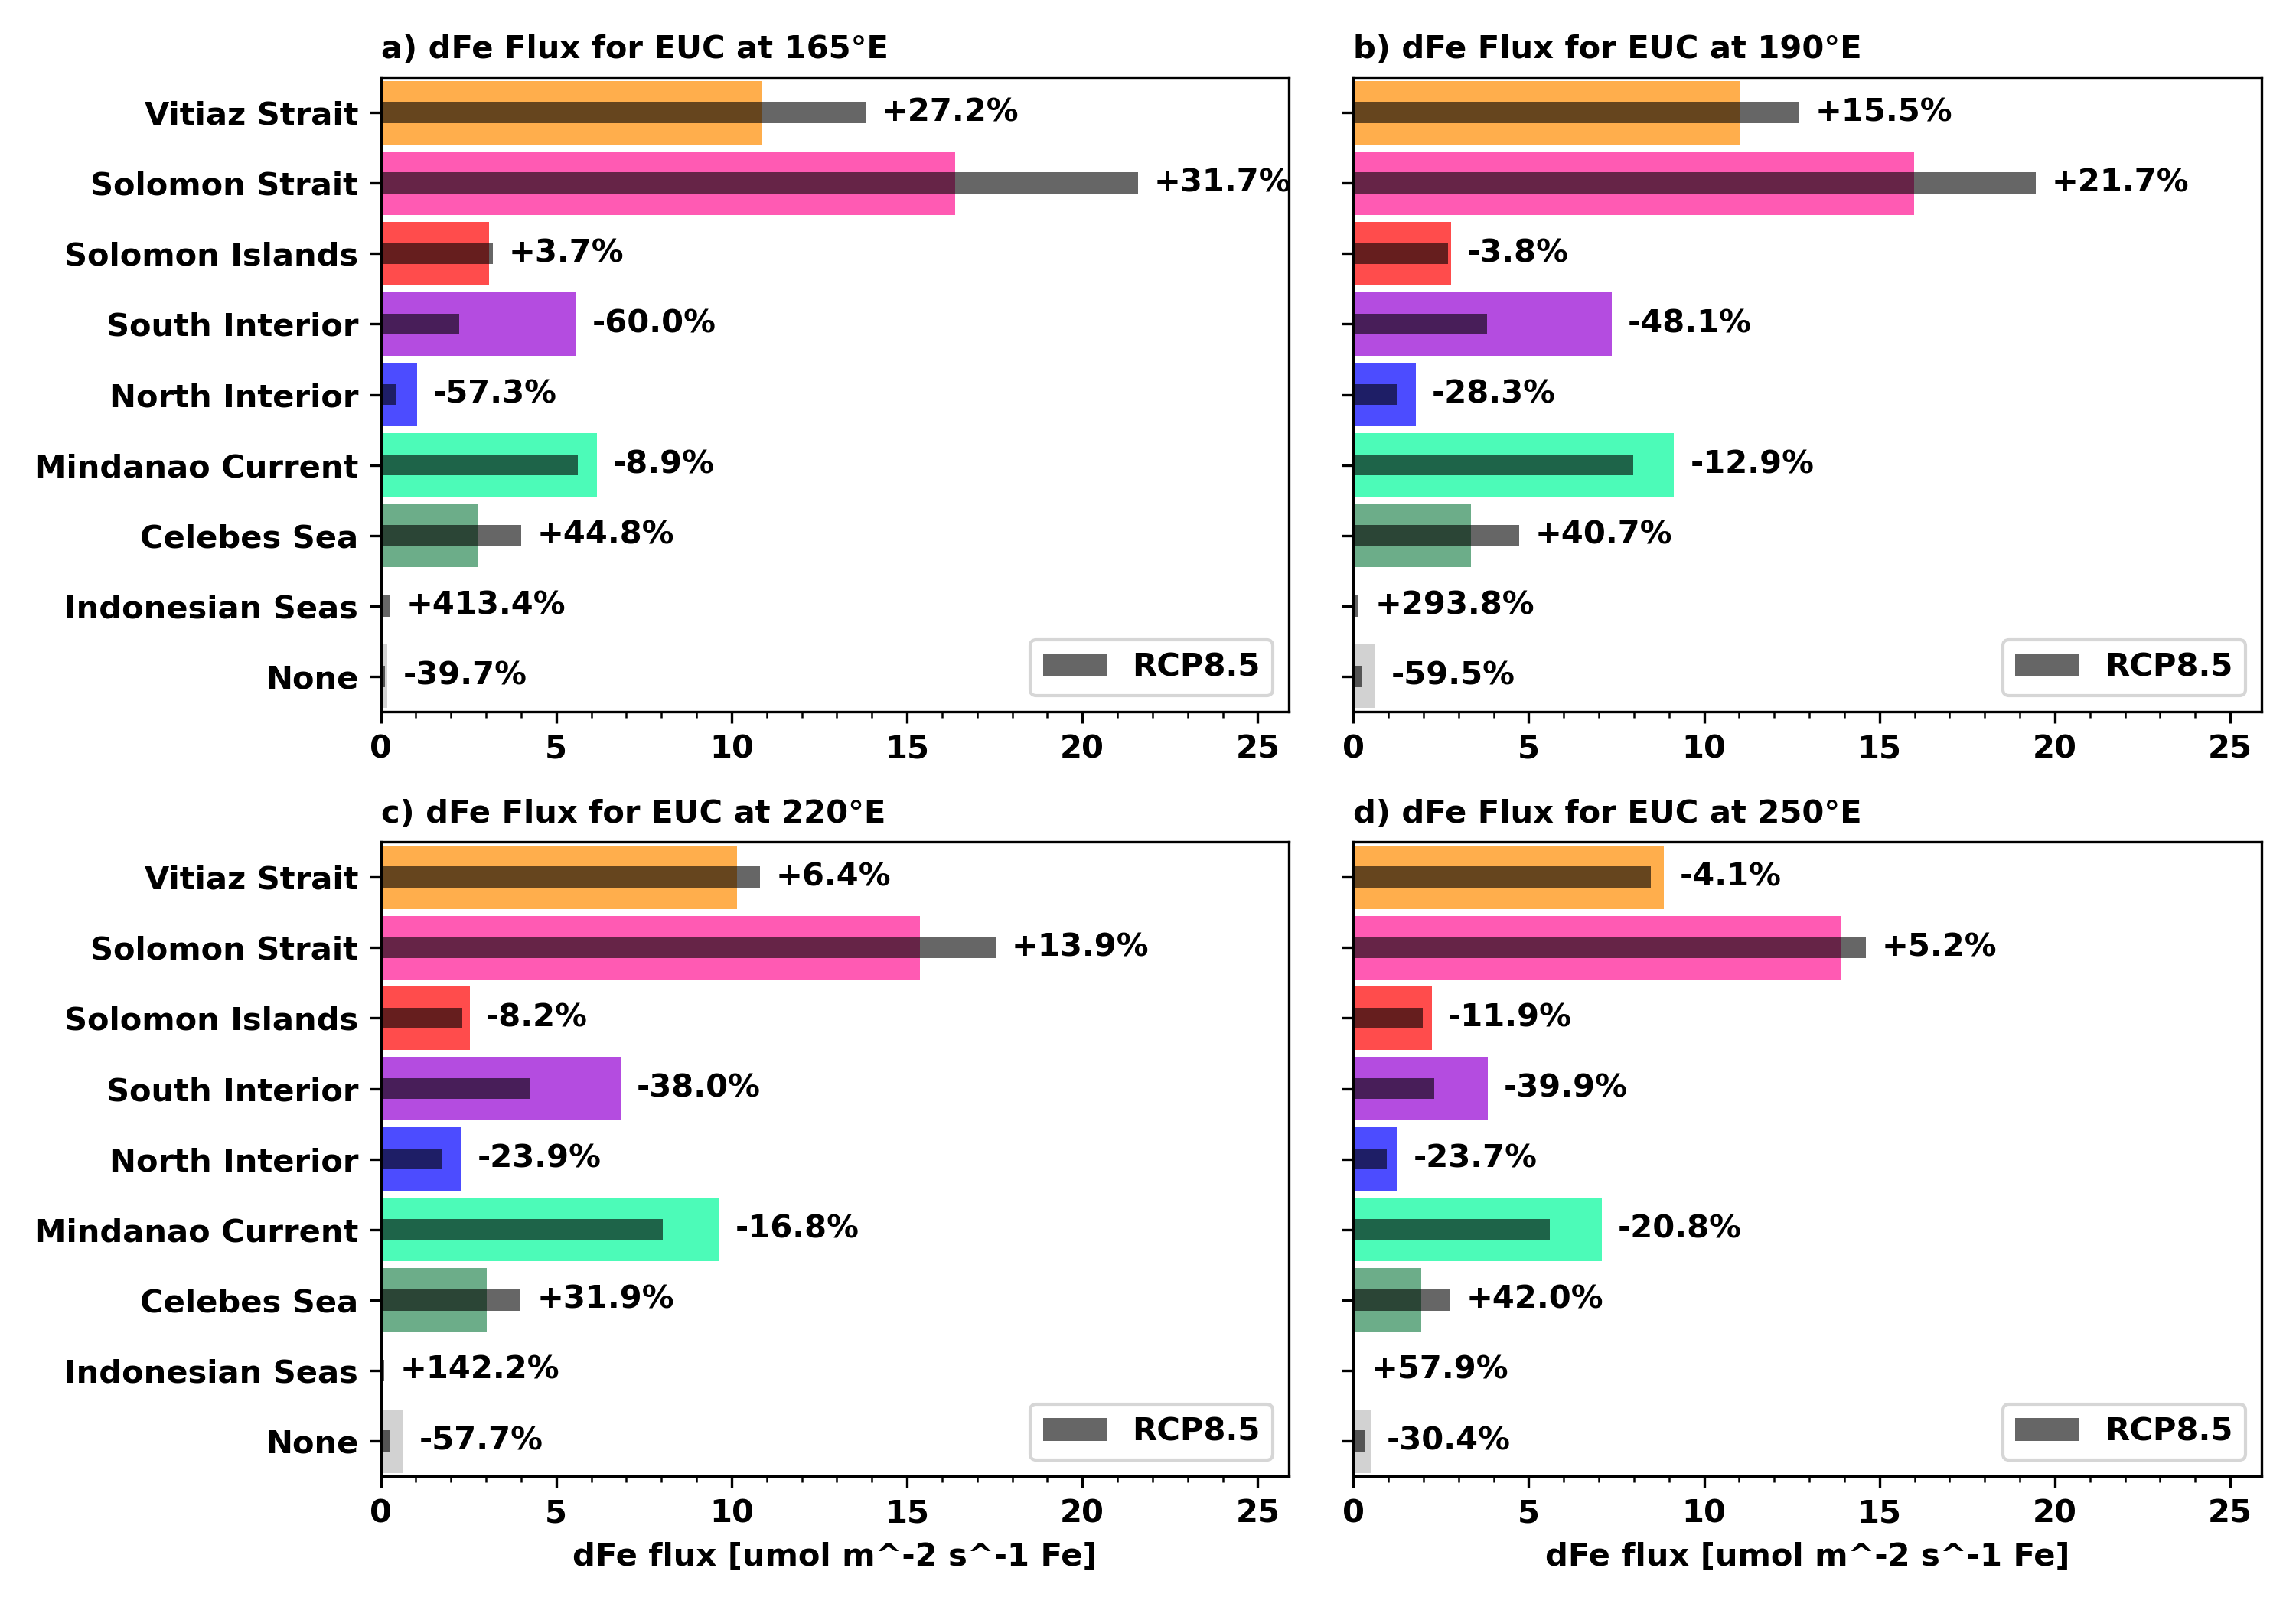 a) dFe Flux for EUC at 165°E
Vitiaz Strait
+27.2%
Solomon Strait
+31.7%
Solomon Islands
+3.7%
South Interior
-60.0%
North Interior
-57.3%
Mindanao Current
-8.9%
Celebes Sea
+44.8%
Indonesian Seas
+413.4%
None
-39.7%
RCP8.5
0 5 10 15 20 25
b) dFe Flux for EUC at 190°E
+15.5%
+21.7%
-3.8%
-48.1%
-28.3%
-12.9%
+40.7%
+293.8%
-59.5%
RCP8.5
0 5 10 15 20 25
c) dFe Flux for EUC at 220°E
Vitiaz Strait
+6.4%
Solomon Strait
+13.9%
Solomon Islands
-8.2%
South Interior
-38.0%
North Interior
-23.9%
Mindanao Current
-16.8%
Celebes Sea
+31.9%
Indonesian Seas
+142.2%
None
-57.7%
RCP8.5
0 5 10 15 20 25
dFe flux [umol m^-2 s^-1 Fe]
d) dFe Flux for EUC at 250°E
-4.1%
+5.2%
-11.9%
-39.9%
-23.7%
-20.8%
+42.0%
+57.9%
-30.4%
RCP8.5
0 5 10 15 20 25
dFe flux [umol m^-2 s^-1 Fe]